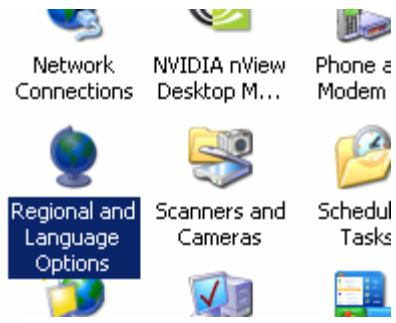 Network
Connections
NVIDIA nView
Desktop M...
Phone a
Modem
Regional and
Language
Options
Scanners and
Cameras
Schedul
Tasks